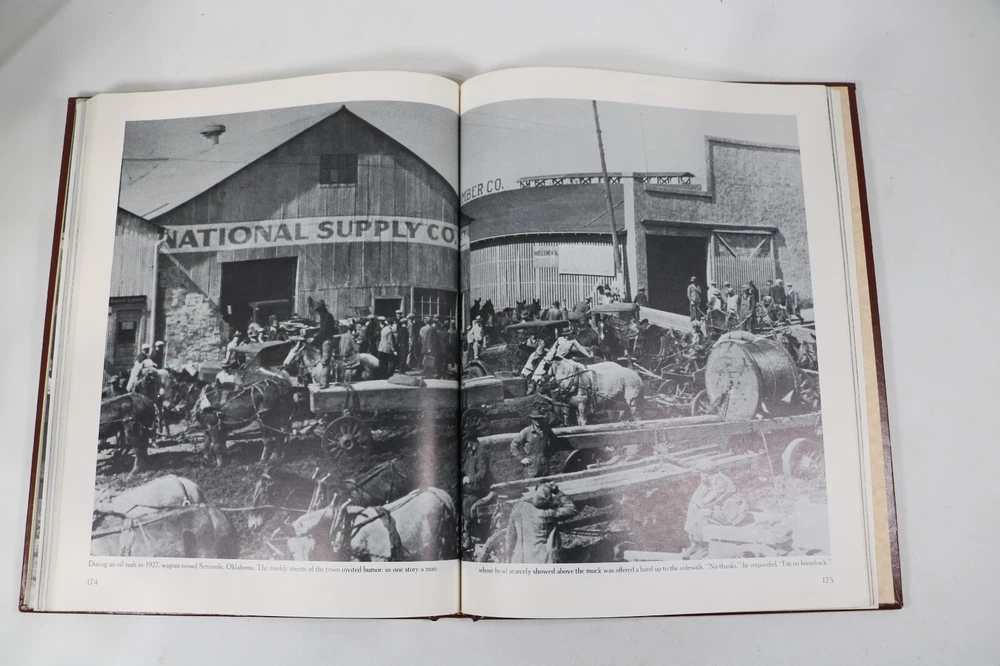 NATIONAL SUPPLY CO.
MBER CO.
During an oil rush in 1927, wagons crowd Seminole, Oklahoma. The muddy streets of the town invited humor; in one story a man
whose head scarcely showed above the muck was offered a hand up to the sidewalk. "No thanks," he responded, "I'm on horseback."
174
175